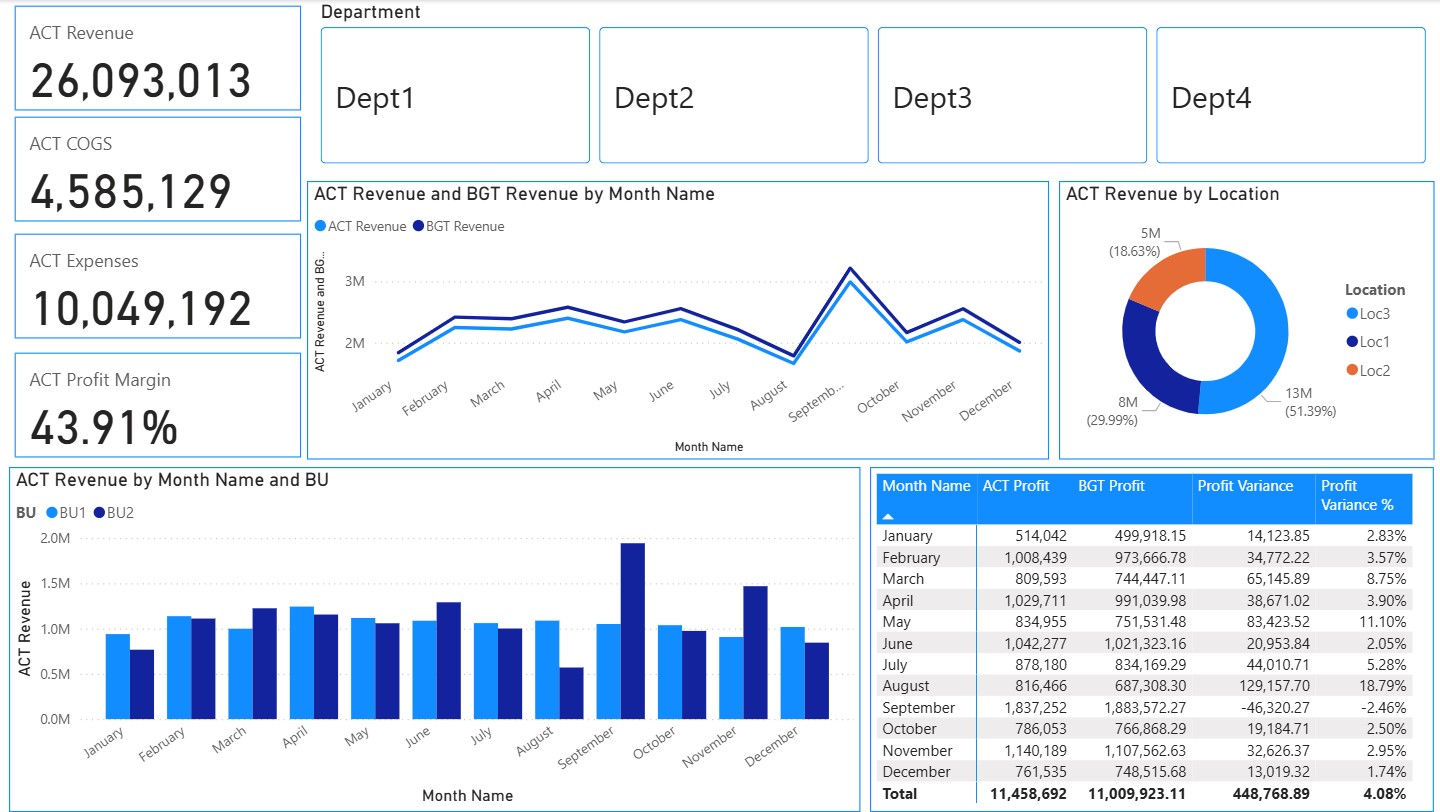 ACT Revenue
26,093,013
ACT COGS
4,585,129
ACT Expenses
10,049,192
ACT Profit Margin
43.91%
Department
Dept1
Dept2
Dept3
Dept4
ACT Revenue and BGT Revenue by Month Name
ACT Revenue BGT Revenue
ACT Revenue and BG...
3M
2M
January
February
March
April
May
June
July
August
Septemb...
October
November
December
Month Name
ACT Revenue by Location
5M
(18.63%)
8M
(29.99%)
13M
(51.39%)
Location
Loc3
Loc1
Loc2
ACT Revenue by Month Name and BU
BU BU1 BU2
ACT Revenue
2.0M
1.5M
1.0M
0.5M
0.0M
January
February
March
April
May
June
July
August
September
October
November
December
Month Name
Month Name ACT Profit BGT Profit Profit Variance Profit
Variance %
January 514,042 499,918.15 14,123.85 2.83%
February 1,008,439 973,666.78 34,772.22 3.57%
March 809,593 744,447.11 65,145.89 8.75%
April 1,029,711 991,039.98 38,671.02 3.90%
May 834,955 751,531.48 83,423.52 11.10%
June 1,042,277 1,021,323.16 20,953.84 2.05%
July 878,180 834,169.29 44,010.71 5.28%
August 816,466 687,308.30 129,157.70 18.79%
September 1,837,252 1,883,572.27 -46,320.27 -2.46%
October 786,053 766,868.29 19,184.71 2.50%
November 1,140,189 1,107,562.63 32,626.37 2.95%
December 761,535 748,515.68 13,019.32 1.74%
Total 11,458,692 11,009,923.11 448,768.89 4.08%